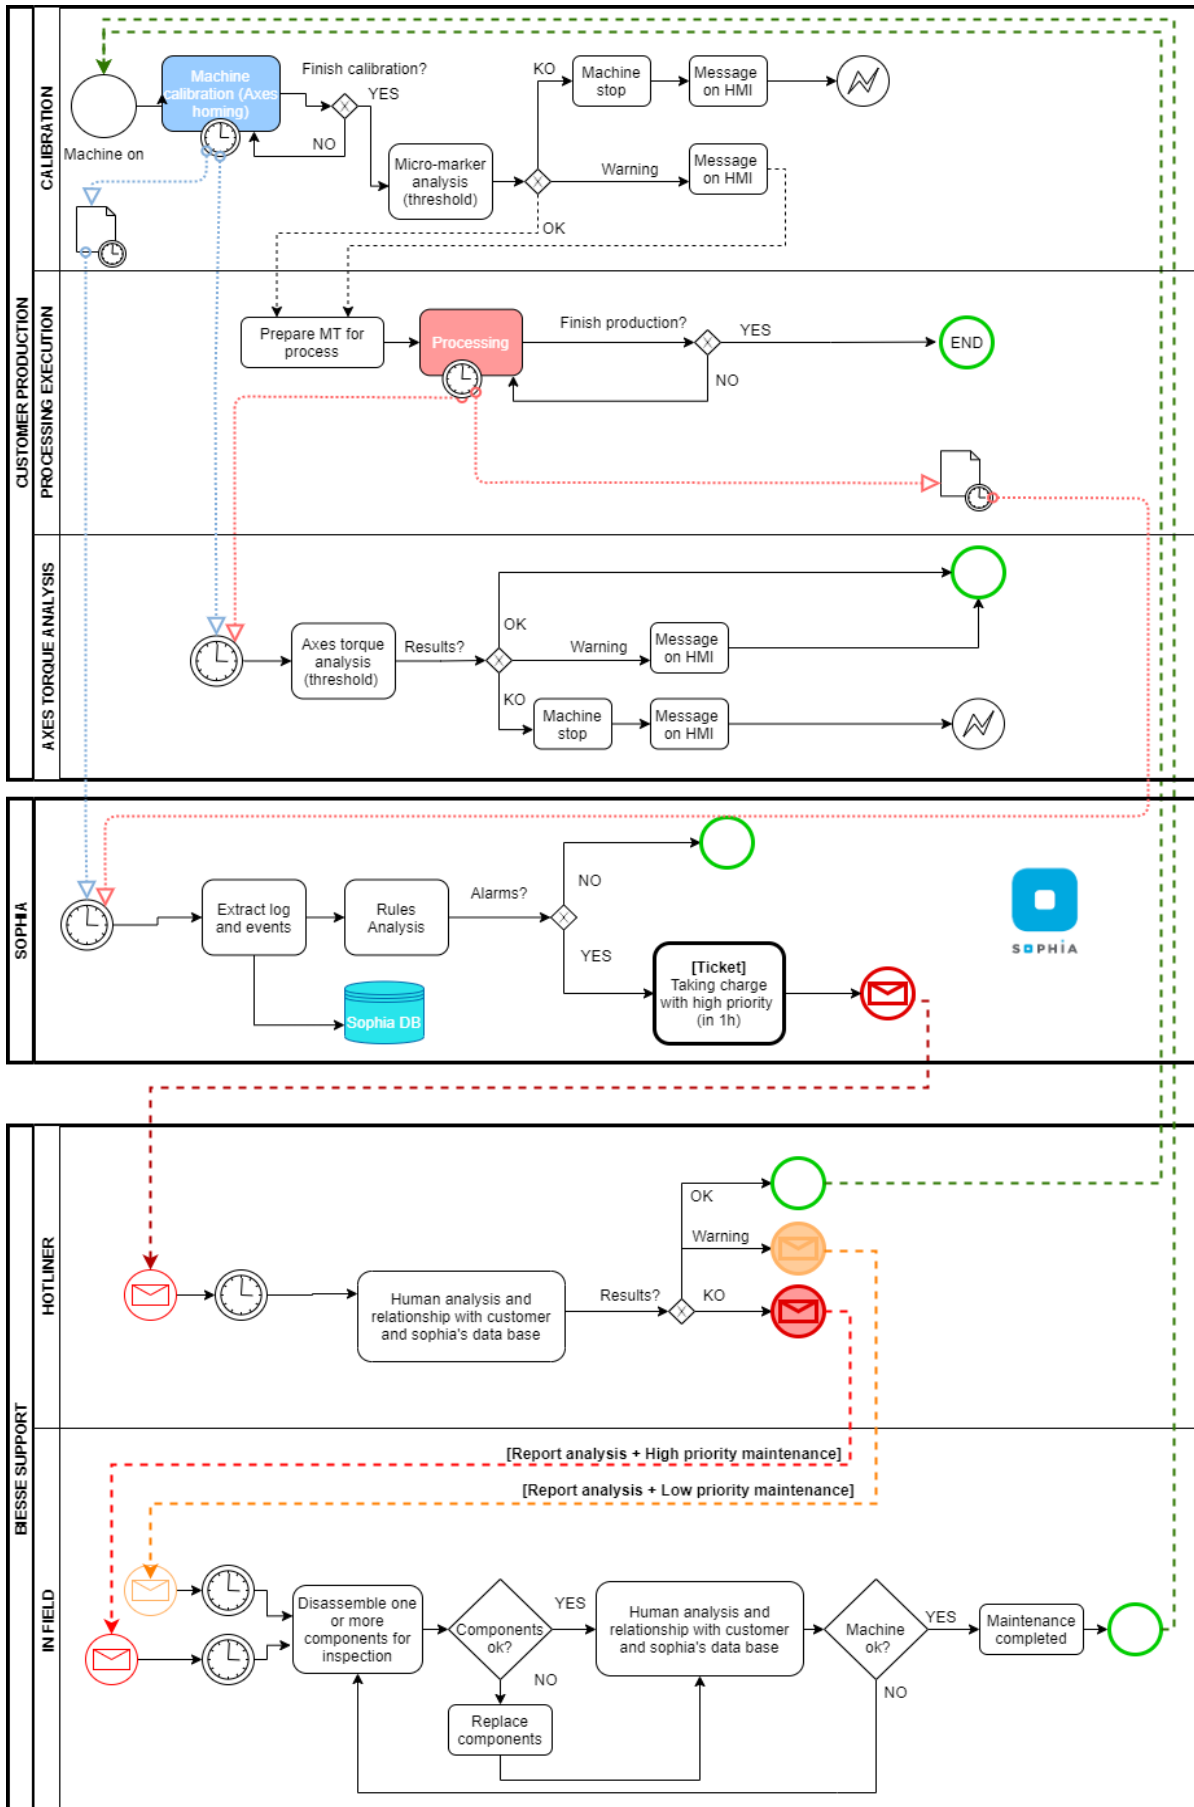 CUSTOMER PRODUCTION
CALIBRATION
Machine on
Machine
calibration (Axes
homing)
Finish calibration?
YES
NO
Micro-marker
analysis
(threshold)
KO
Machine
stop
Message
on HMI
Warning
Message
on HMI
OK
PROCESSING EXECUTION
Prepare MT for
process
Processing
Finish production?
YES
NO
END
AXES TORQUE ANALYSIS
Axes torque
analysis
(threshold)
Results?
OK
Warning
Message
on HMI
KO
Machine
stop
Message
on HMI
SOPHIA
Extract log
and events
Rules
Analysis
Alarms?
NO
YES
Sophia DB
[Ticket]
Taking charge
with high priority
(in 1h)
SOPHiA
BIESSE SUPPORT
HOTLINER
Human analysis and
relationship with customer
and sophia's data base
Results?
OK
Warning
KO
IN FIELD
[Report analysis + High priority maintenance]
[Report analysis + Low priority maintenance]
Disassemble one
or more
components for
inspection
Components
ok?
YES
NO
Replace
components
Human analysis and
relationship with customer
and sophia's data base
Machine
ok?
YES
NO
Maintenance
completed